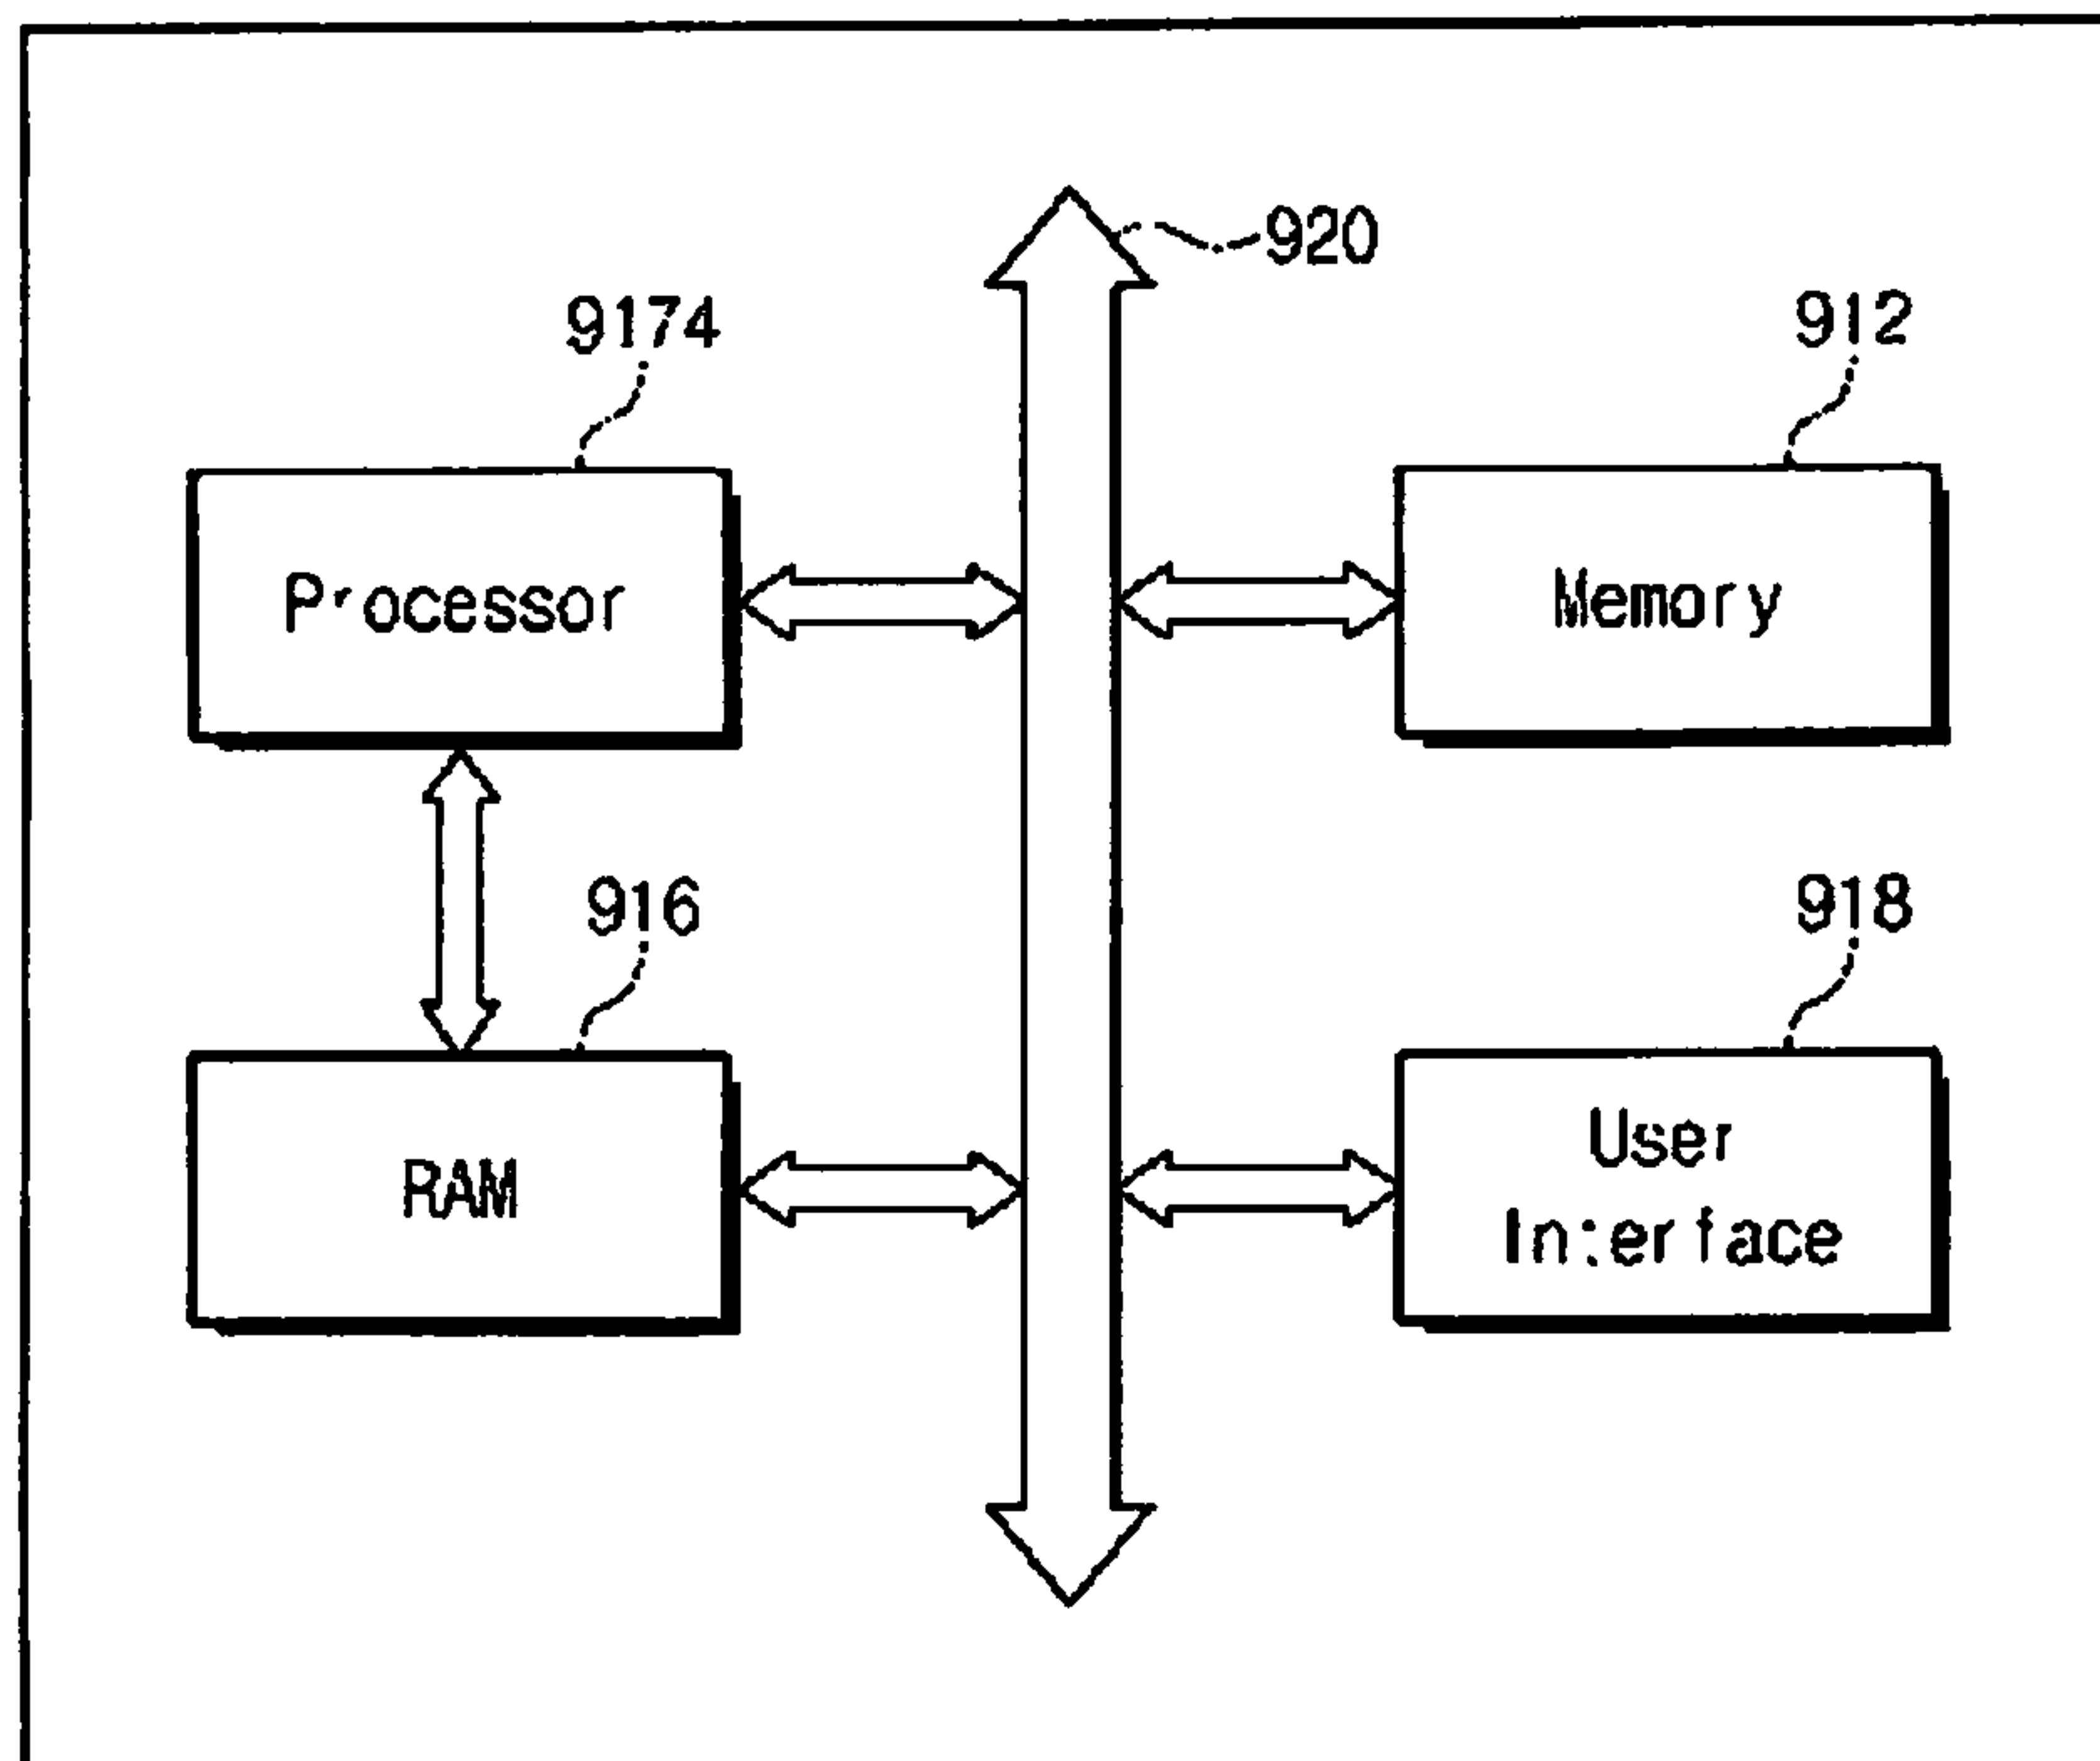 920
9174
912
Processor
Memory
916
918
RAM
User
Interface